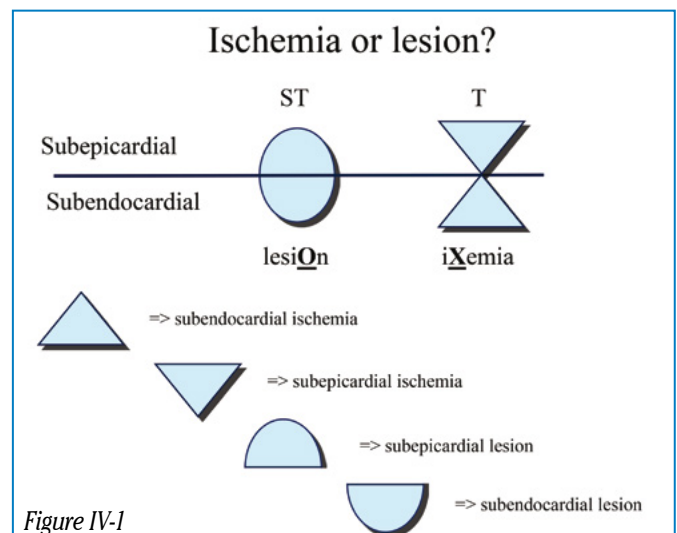 Ischemia or lesion?
ST T
Subepicardial
Subendocardial
lesiOn iXemia
=> subendocardial ischemia
=> subepicardial ischemia
=> subepicardial lesion
=> subendocardial lesion
Figure IV-1